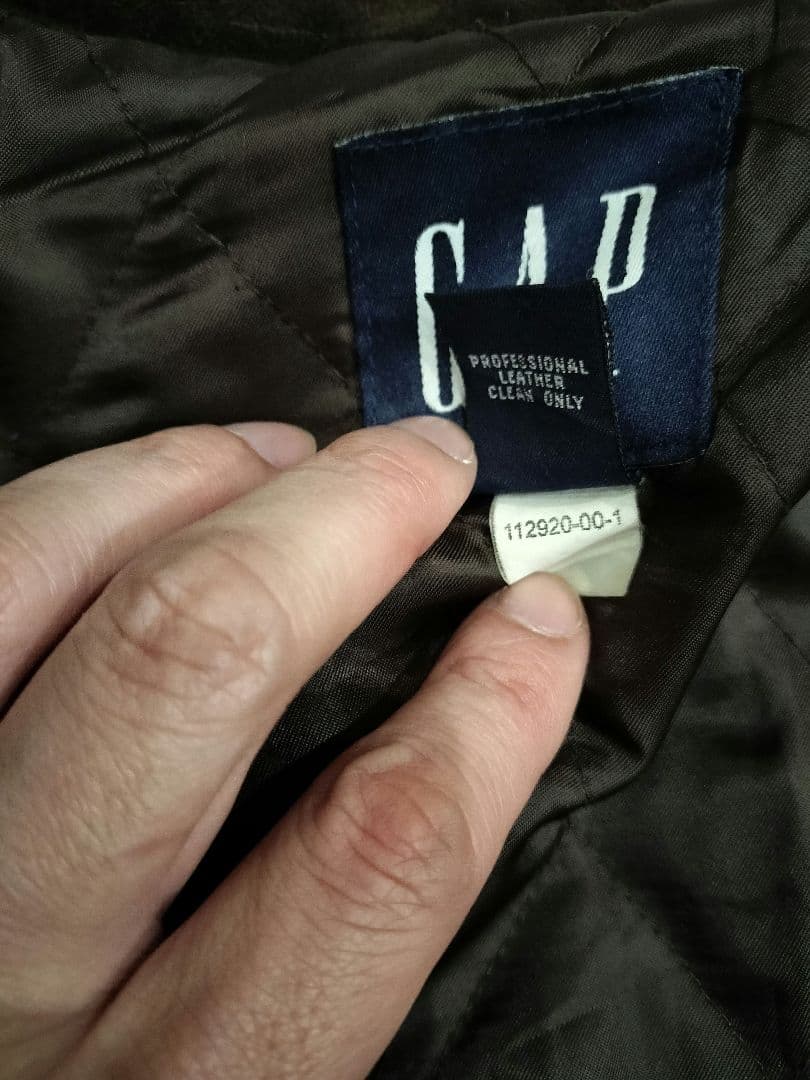 GAP
PROFESSIONAL
LEATHER
CLEAN ONLY
112920-00-1